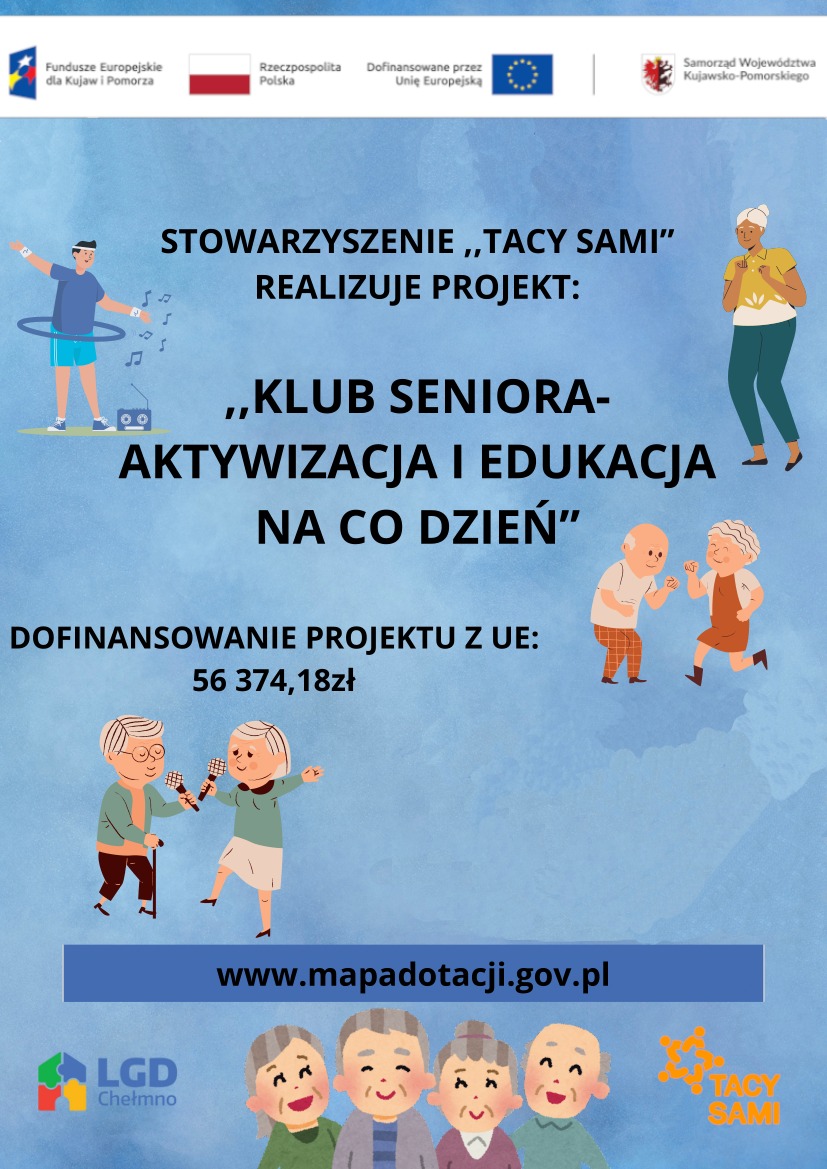 Fundusze Europejskie
dla Kujaw i Pomorza
Rzeczpospolita
Polska
Dofinansowane przez
Unię Europejską
Samorząd Województwa
Kujawsko-Pomorskiego
STOWARZYSZENIE ,,TACY SAMI”
REALIZUJE PROJEKT:
,,KLUB SENIORA-
AKTYWIZACJA I EDUKACJA
NA CO DZIEŃ”
DOFINANSOWANIE PROJEKTU Z UE:
56 374,18zł
www.mapadotacji.gov.pl
LGD
Chełmno
TACY
SAMI